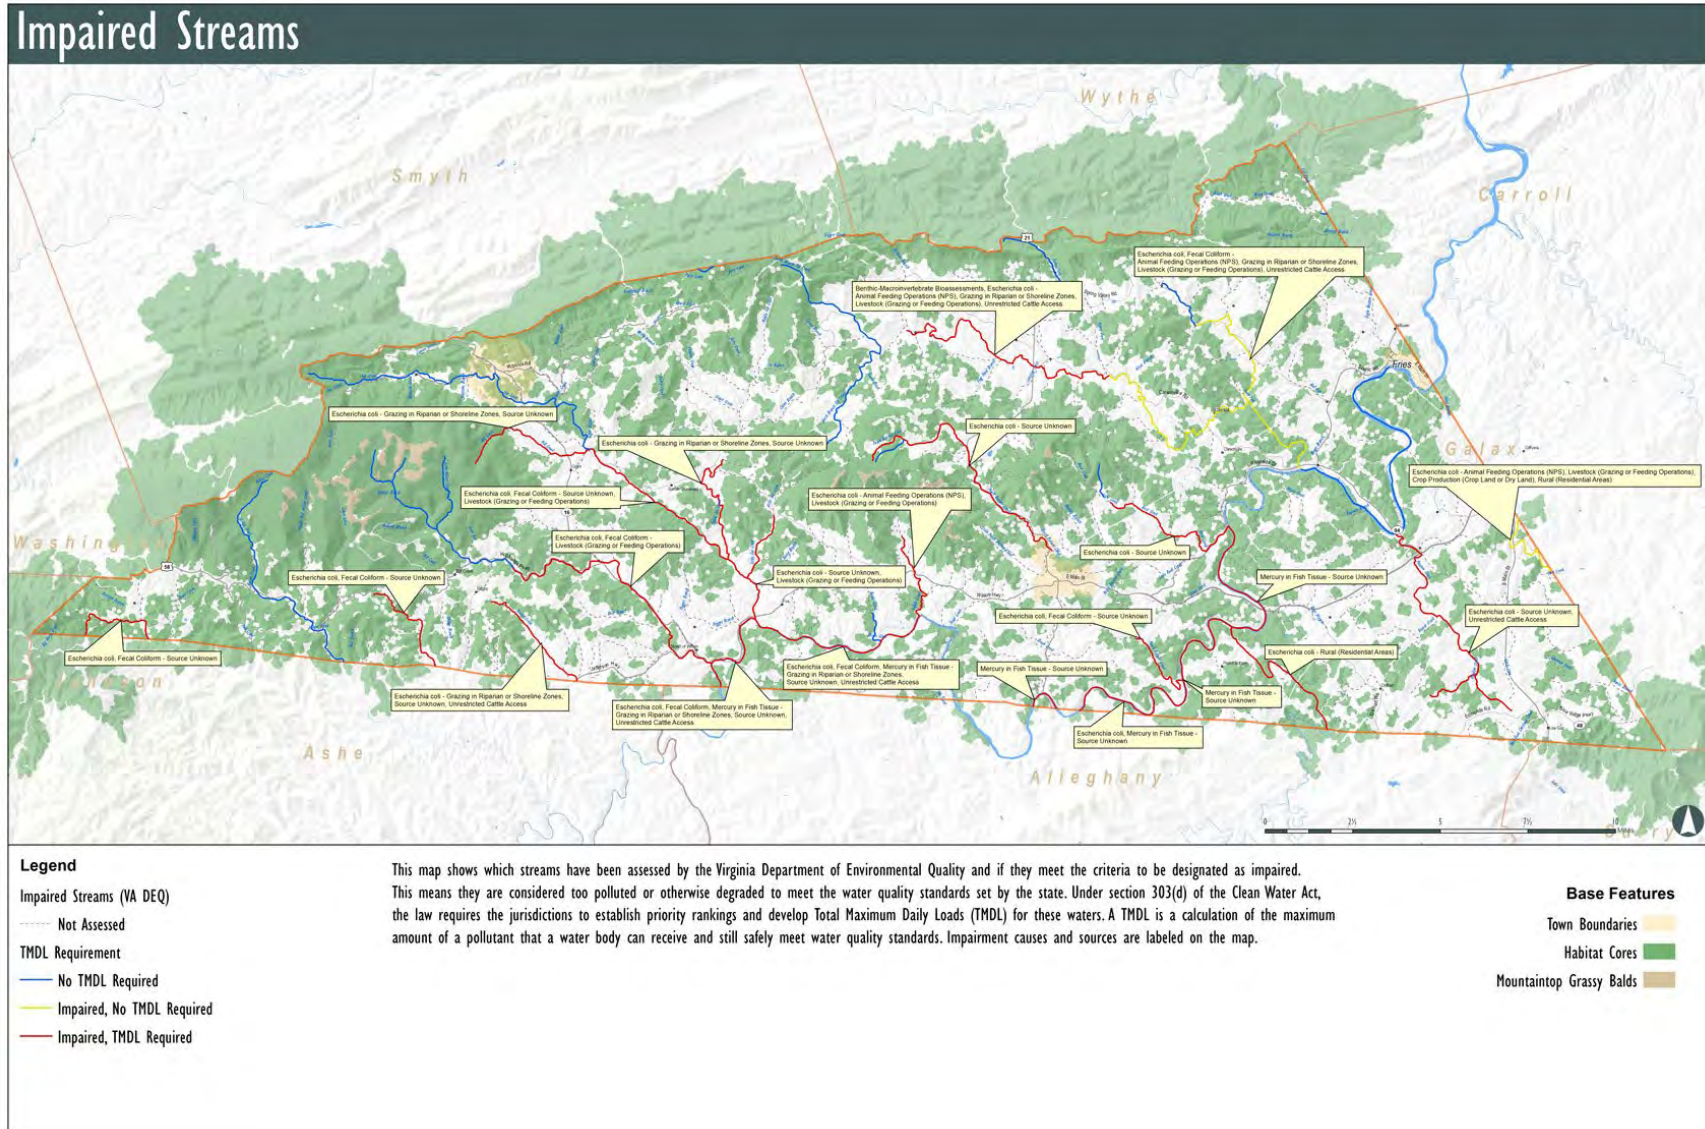 Impaired Streams
Wythe
Smyth
Carroll
Escherichia coli, Fecal Coliform -
Animal Feeding Operations (NPS), Grazing in Riparian or Shoreline Zones,
Livestock (Grazing or Feeding Operations), Unrestricted Cattle Access
21
Benthic-Macroinvertebrate Bioassessments, Escherichia coli -
Animal Feeding Operations (NPS), Grazing in Riparian or Shoreline Zones,
Livestock (Grazing or Feeding Operations), Unrestricted Cattle Access
Fries
Escherichia coli - Grazing in Riparian or Shoreline Zones, Source Unknown
Escherichia coli - Source Unknown
Escherichia coli - Grazing in Riparian or Shoreline Zones, Source Unknown
Galax
Escherichia coli - Animal Feeding Operations (NPS), Livestock (Grazing or Feeding Operations),
Crop Production (Crop Land or Dry Land), Rural (Residential Areas)
Escherichia coli, Fecal Coliform - Source Unknown,
Livestock (Grazing or Feeding Operations)
16
Escherichia coli - Animal Feeding Operations (NPS),
Livestock (Grazing or Feeding Operations)
94
Washington
Escherichia coli, Fecal Coliform -
Livestock (Grazing or Feeding Operations)
Escherichia coli - Source Unknown
58
Escherichia coli, Fecal Coliform - Source Unknown
Escherichia coli - Source Unknown,
Livestock (Grazing or Feeding Operations)
Mercury in Fish Tissue - Source Unknown
Escherichia coli, Fecal Coliform - Source Unknown
Escherichia coli - Source Unknown,
Unrestricted Cattle Access
Escherichia coli - Rural (Residential Areas)
Escherichia coli, Fecal Coliform - Source Unknown
Escherichia coli, Fecal Coliform, Mercury in Fish Tissue -
Grazing in Riparian or Shoreline Zones,
Source Unknown, Unrestricted Cattle Access
Mercury in Fish Tissue - Source Unknown
Mercury in Fish Tissue -
Source Unknown
Escherichia coli - Grazing in Riparian or Shoreline Zones,
Source Unknown, Unrestricted Cattle Access
Escherichia coli, Fecal Coliform, Mercury in Fish Tissue -
Grazing in Riparian or Shoreline Zones, Source Unknown,
Unrestricted Cattle Access
Escherichia coli, Mercury in Fish Tissue -
Source Unknown
Ashe
Alleghany
0 2½ 5 7½ 10
Miles
Legend
Impaired Streams (VA DEQ)
Not Assessed
TMDL Requirement
No TMDL Required
Impaired, No TMDL Required
Impaired, TMDL Required
This map shows which streams have been assessed by the Virginia Department of Environmental Quality and if they meet the criteria to be designated as impaired.
This means they are considered too polluted or otherwise degraded to meet the water quality standards set by the state. Under section 303(d) of the Clean Water Act,
the law requires the jurisdictions to establish priority rankings and develop Total Maximum Daily Loads (TMDL) for these waters. A TMDL is a calculation of the maximum
amount of a pollutant that a water body can receive and still safely meet water quality standards. Impairment causes and sources are labeled on the map.
Base Features
Town Boundaries
Habitat Cores
Mountaintop Grassy Balds